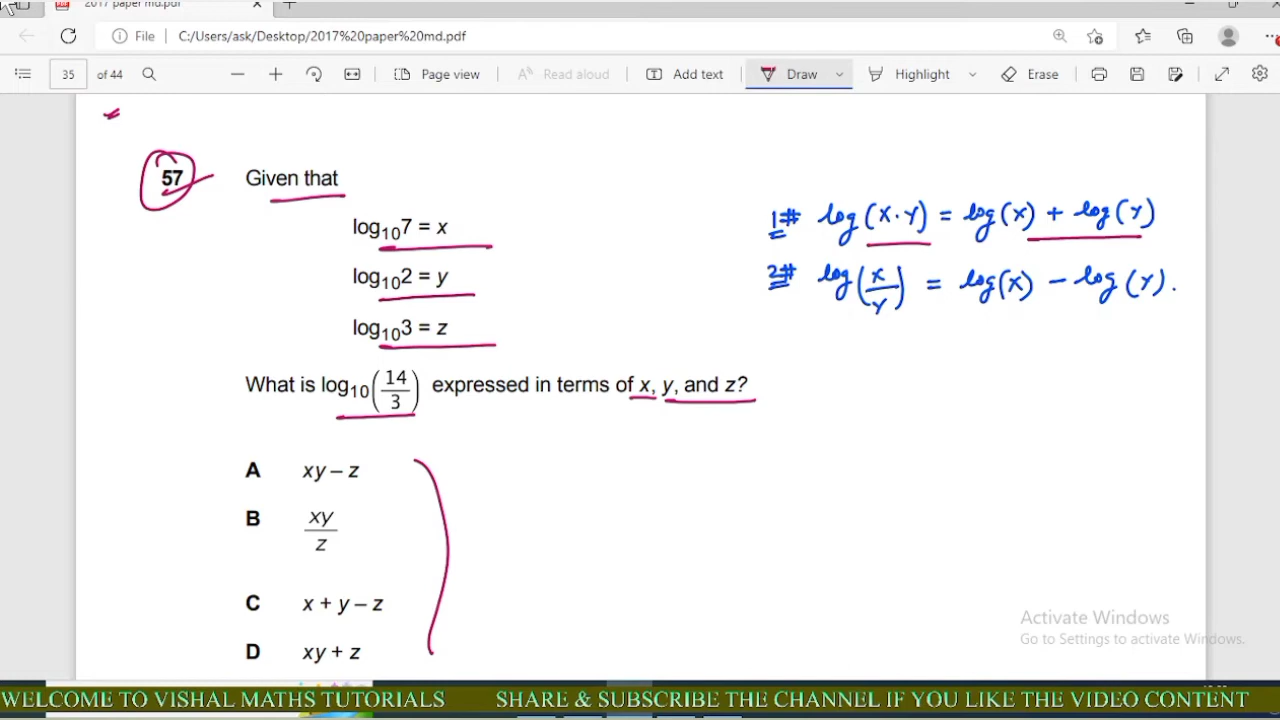 2017 paper md.pdf
File C:/Users/ask/Desktop/2017%20paper%20md.pdf
35 of 44 Page view Read aloud Add text Draw Highlight Erase
57 Given that
log₁₀7 = x
1# log(X·Y) = log(X) + log(Y)
log₁₀2 = y
2# log(X/Y) = log(X) - log(Y).
log₁₀3 = z
What is log₁₀(14/3) expressed in terms of x, y, and z?
A xy – z
B xy/z
C x + y – z
D xy + z
Activate Windows
Go to Settings to activate Windows.
WELCOME TO VISHAL MATHS TUTORIALS SHARE & SUBSCRIBE THE CHANNEL IF YOU LIKE THE VIDEO CONTENT